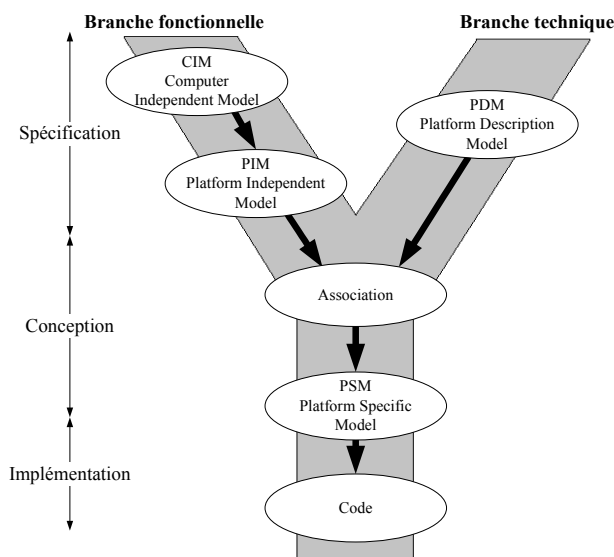 Branche fonctionnelle
Branche technique
CIM
Computer
Independent Model
PDM
Platform Description
Model
Spécification
PIM
Platform Independent
Model
Association
Conception
PSM
Platform Specific
Model
Implémentation
Code